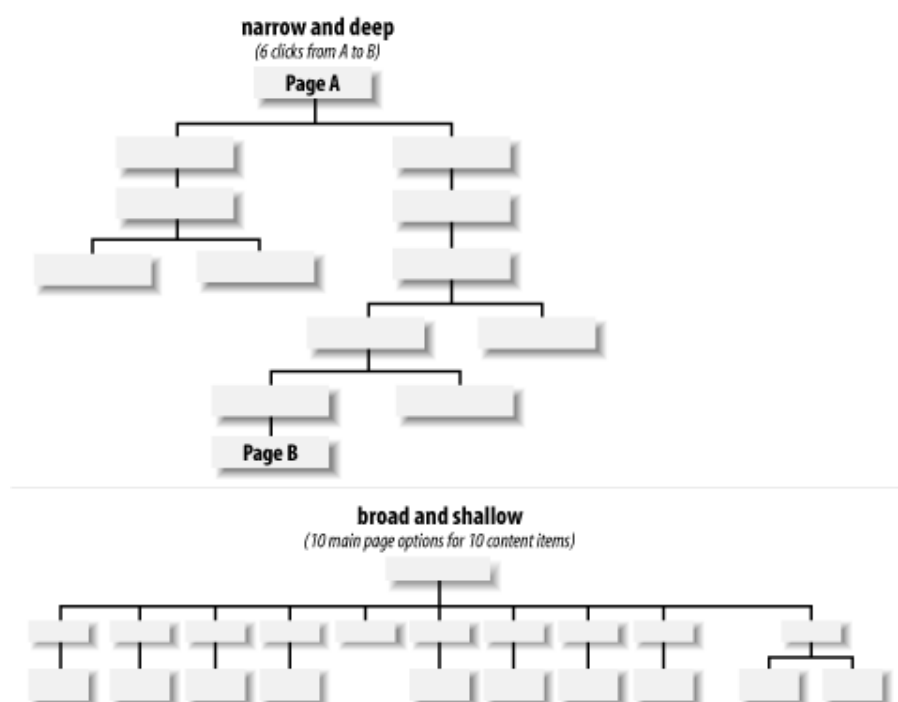 narrow and deep
(6 clicks from A to B)
Page A
Page B
broad and shallow
(10 main page options for 10 content items)